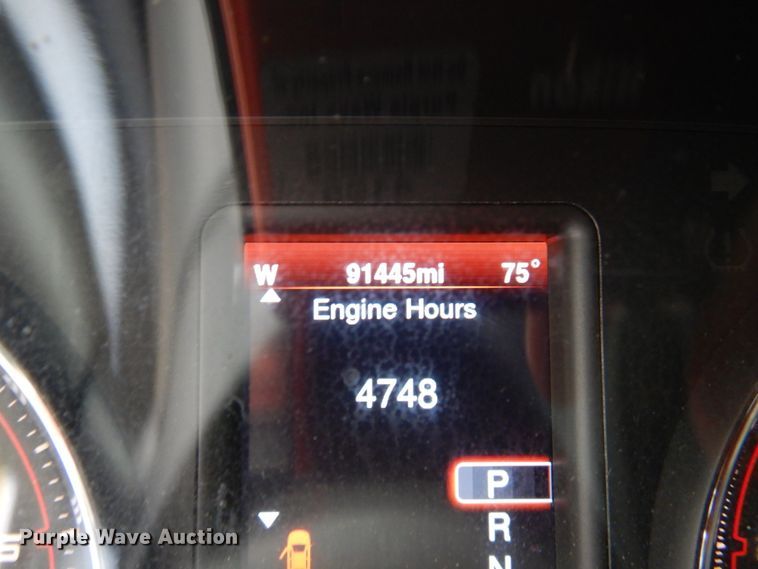 W 91445mi 75°
Engine Hours
4748
P
R
N
Purple Wave Auction